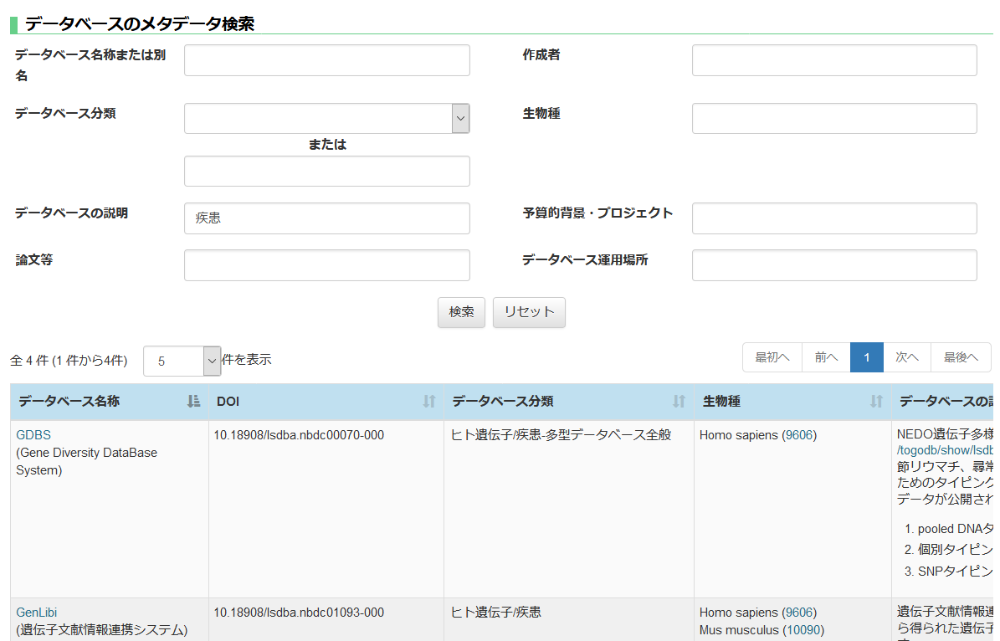 データベースのメタデータ検索
データベース名称または別名
作成者
データベース分類
生物種
または
データベースの説明
疾患
予算的背景・プロジェクト
論文等
データベース運用場所
検索
リセット
全 4 件 (1 件から4件)
5
件を表示
最初へ
前へ
1
次へ
最後へ
データベース名称
DOI
データベース分類
生物種
データベースの
GDBS
(Gene Diversity DataBase
System)
10.18908/lsdba.nbdc00070-000
ヒト遺伝子/疾患-多型データベース全般
Homo sapiens (9606)
NEDO遺伝子多様
/togodb/show/lsdb
節リウマチ、尋常
ためのタイピング
データが公開され
1. pooled DNAタ
2. 個別タイピン
3. SNPタイピン
GenLibi
(遺伝子文献情報連携システム)
10.18908/lsdba.nbdc01093-000
ヒト遺伝子/疾患
Homo sapiens (9606)
Mus musculus (10090)
遺伝子文献情報連
ら得られた遺伝子